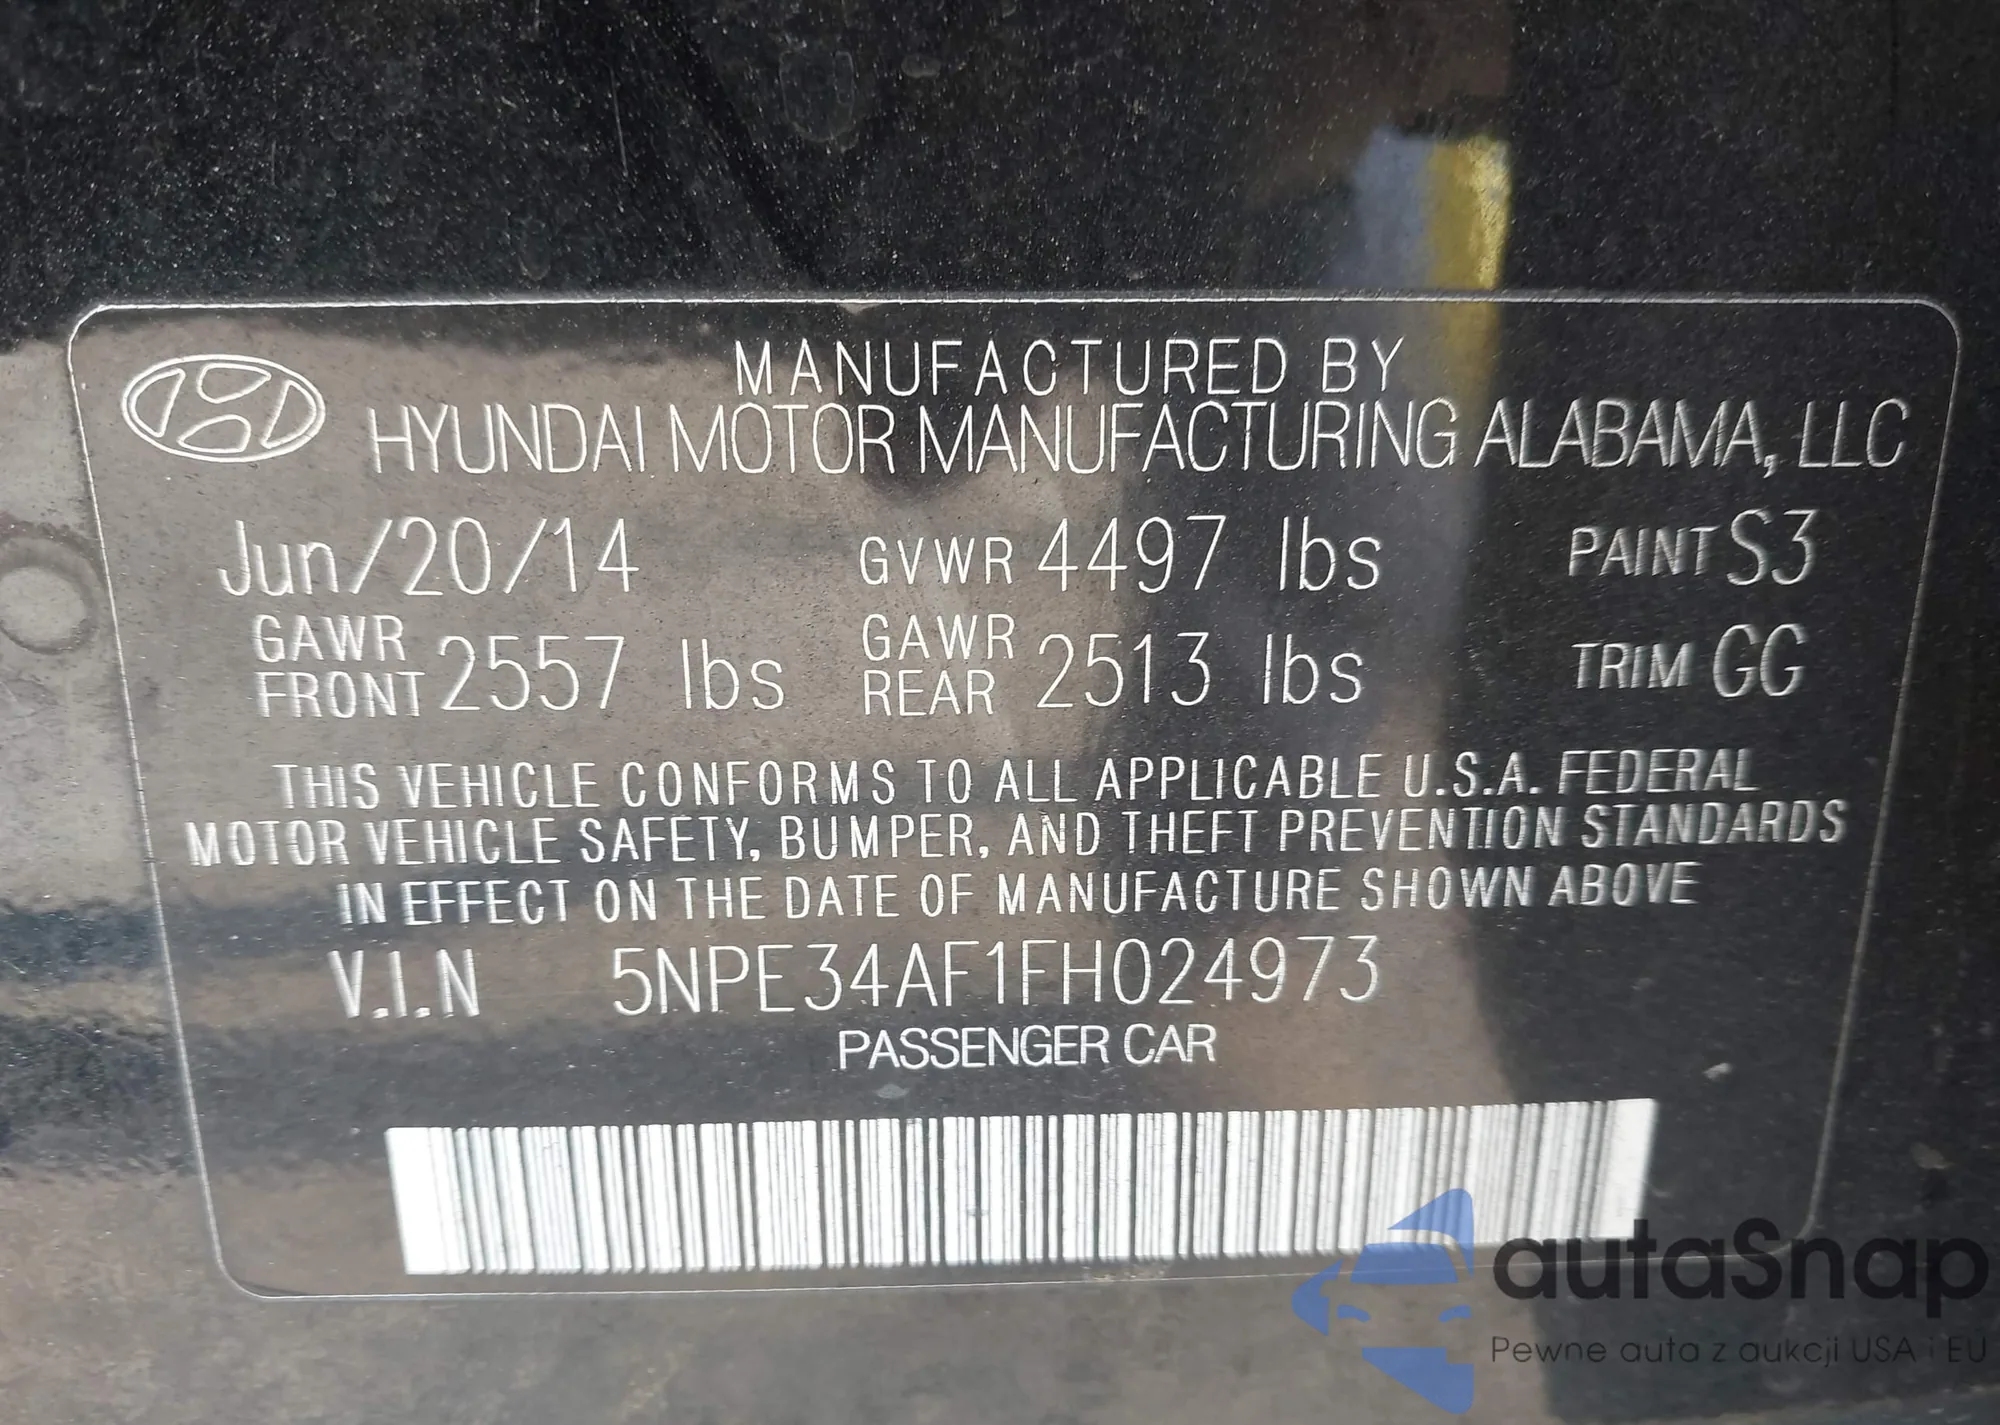 MANUFACTURED BY
HYUNDAI MOTOR MANUFACTURING ALABAMA, LLC
Jun/20/14 GVWR 4497 lbs PAINT S3
GAWR FRONT 2557 lbs GAWR REAR 2513 lbs TRIM GG
THIS VEHICLE CONFORMS TO ALL APPLICABLE U.S.A. FEDERAL
MOTOR VEHICLE SAFETY, BUMPER, AND THEFT PREVENTION STANDARDS
IN EFFECT ON THE DATE OF MANUFACTURE SHOWN ABOVE
V.I.N 5NPE34AF1FH024973
PASSENGER CAR
autaSnap
Pewne auta z aukcji USA i EU